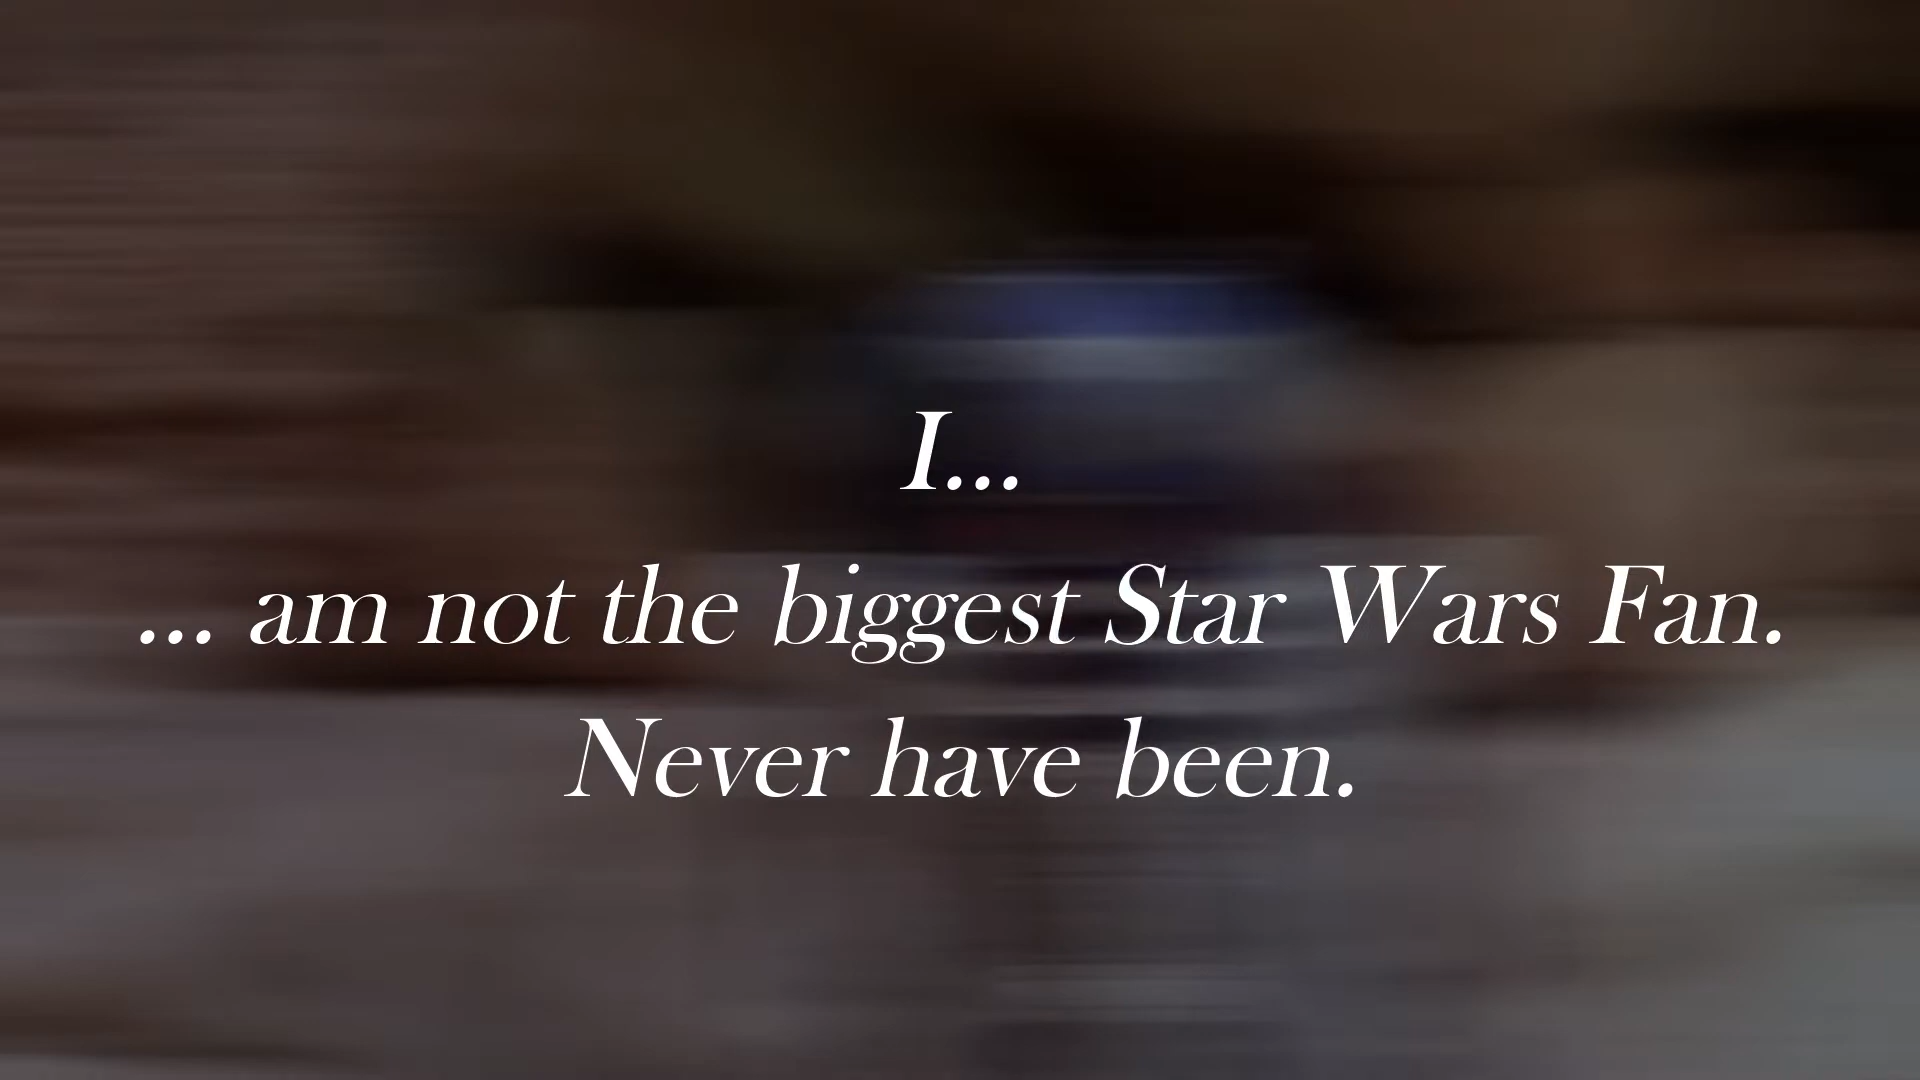 I...
... am not the biggest Star Wars Fan.
Never have been.